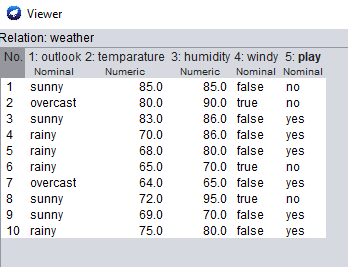 Viewer
Relation: weather
No. 1: outlook 2: temparature 3: humidity 4: windy 5: play
Nominal Numeric Numeric Nominal Nominal
1 sunny 85.0 85.0 false no
2 overcast 80.0 90.0 true no
3 sunny 83.0 86.0 false yes
4 rainy 70.0 86.0 false yes
5 rainy 68.0 80.0 false yes
6 rainy 65.0 70.0 true no
7 overcast 64.0 65.0 false yes
8 sunny 72.0 95.0 true no
9 sunny 69.0 70.0 false yes
10 rainy 75.0 80.0 false yes